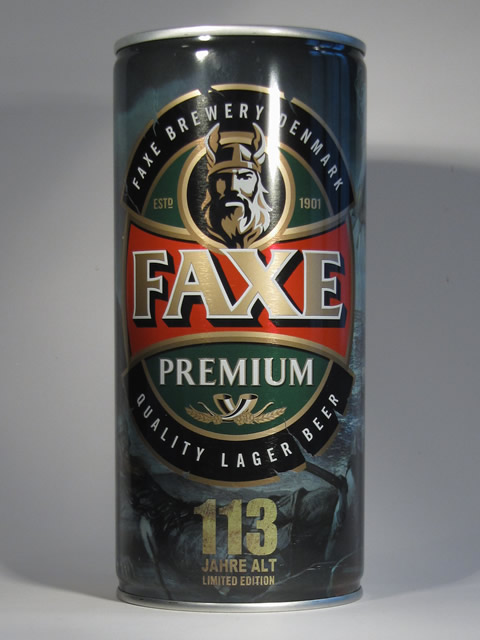 FAXE BREWERY DENMARK
ESTD 1901
FAXE
PREMIUM
QUALITY LAGER BEER
113
JAHRE ALT
LIMITED EDITION